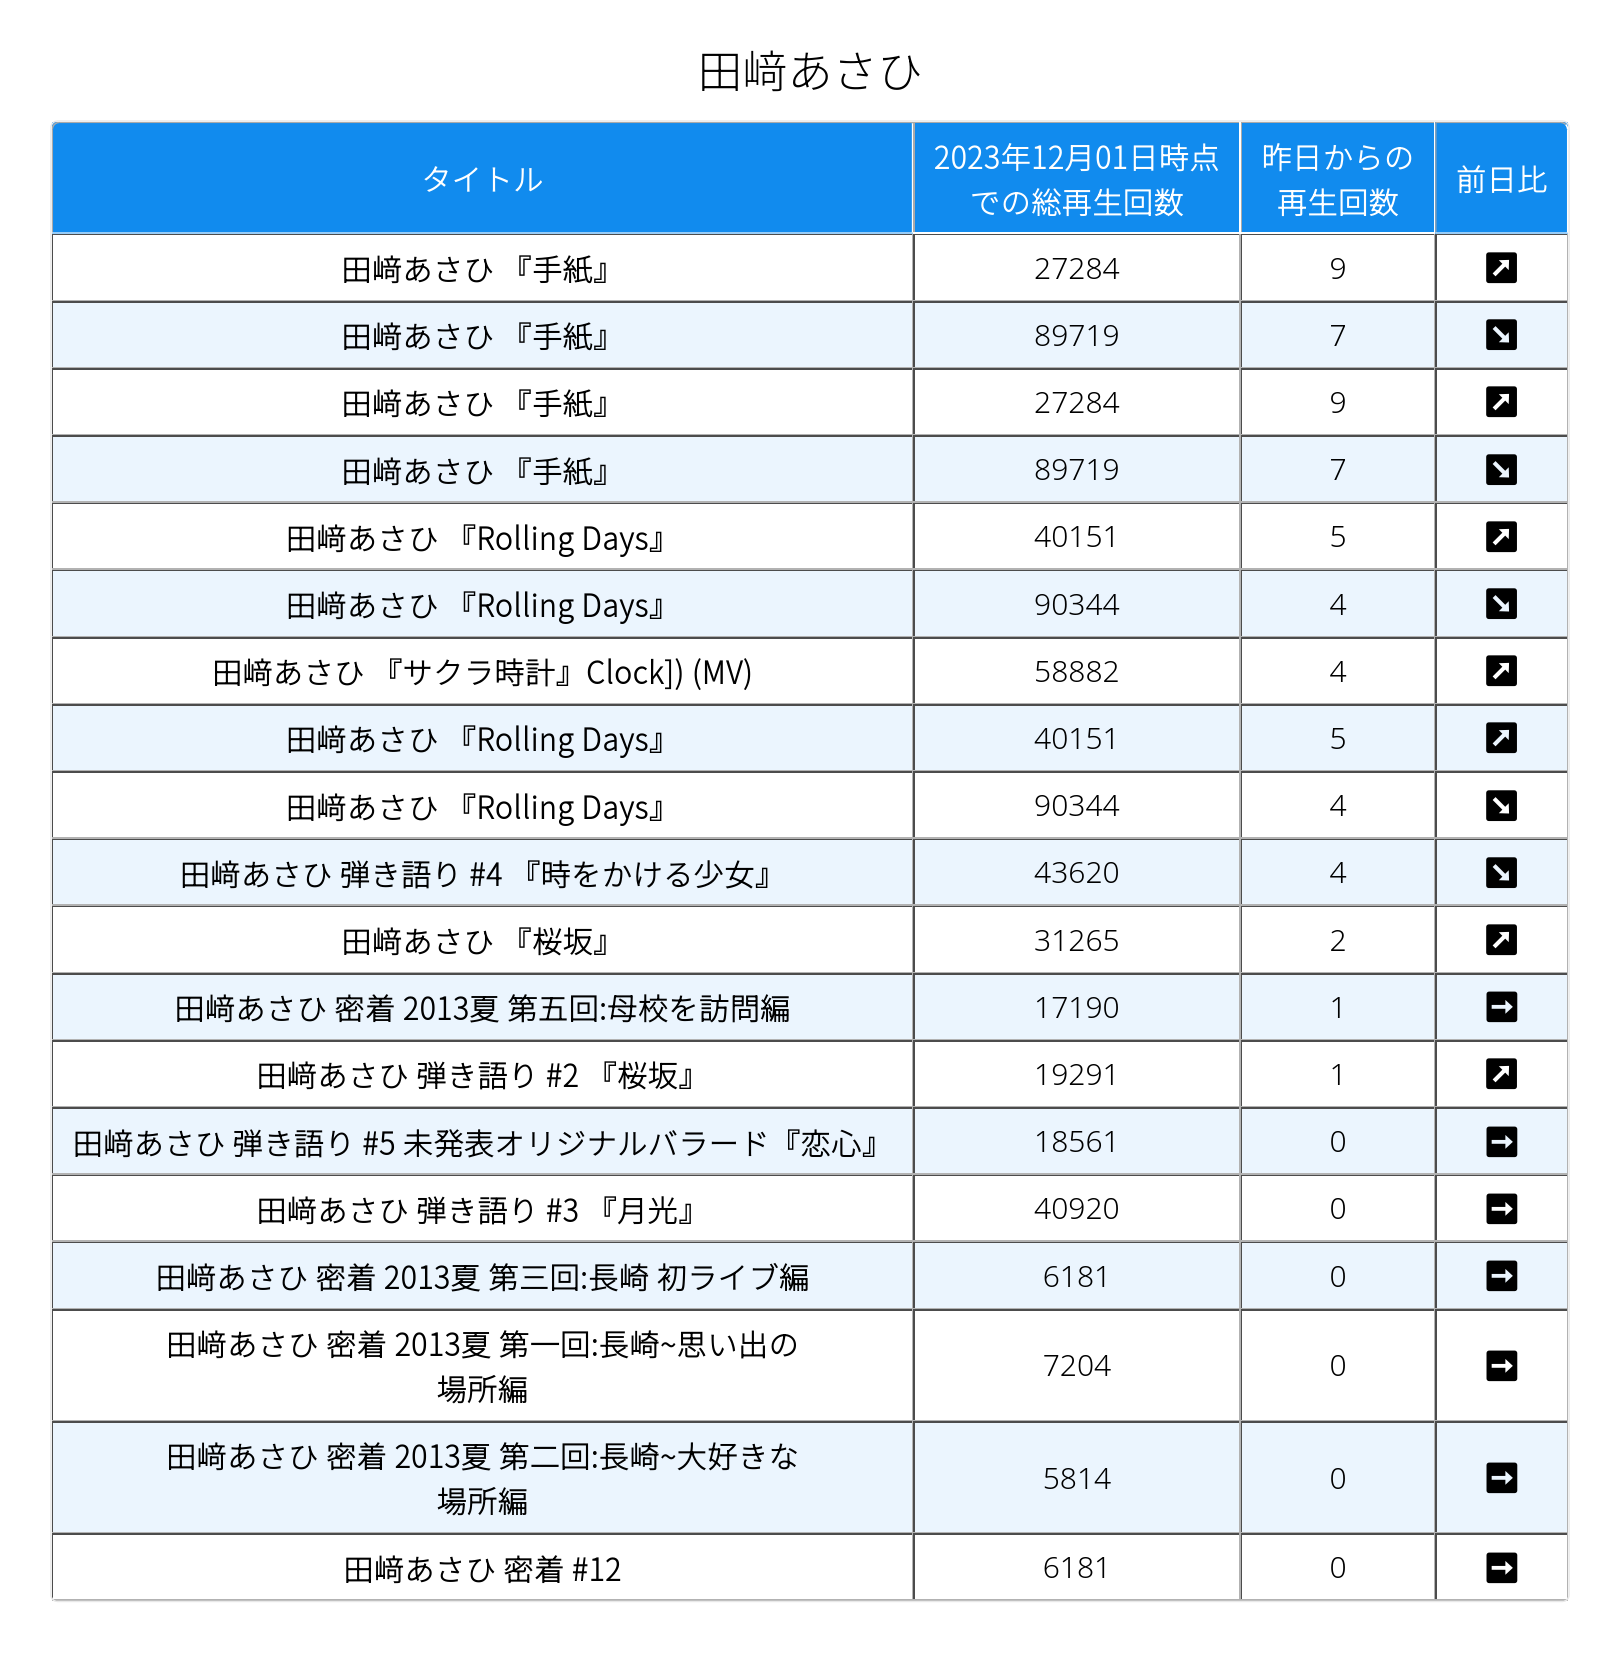 田﨑あさひ
タイトル 2023年12月01日時点 昨日からの 前日比
での総再生回数 再生回数
田﨑あさひ 『手紙』 27284 9
田﨑あさひ 『手紙』 89719 7
田﨑あさひ 『手紙』 27284 9
田﨑あさひ 『手紙』 89719 7
田﨑あさひ 『Rolling Days』 40151 5
田﨑あさひ 『Rolling Days』 90344 4
田﨑あさひ 『サクラ時計』Clock]) (MV) 58882 4
田﨑あさひ 『Rolling Days』 40151 5
田﨑あさひ 『Rolling Days』 90344 4
田﨑あさひ 弾き語り #4 『時をかける少女』 43620 4
田﨑あさひ 『桜坂』 31265 2
田﨑あさひ 密着 2013夏 第五回:母校を訪問編 17190 1
田﨑あさひ 弾き語り #2 『桜坂』 19291 1
田﨑あさひ 弾き語り #5 未発表オリジナルバラード『恋心』 18561 0
田﨑あさひ 弾き語り #3 『月光』 40920 0
田﨑あさひ 密着 2013夏 第三回:長崎 初ライブ編 6181 0
田﨑あさひ 密着 2013夏 第一回:長崎~思い出の
場所編 7204 0
田﨑あさひ 密着 2013夏 第二回:長崎~大好きな
場所編 5814 0
田﨑あさひ 密着 #12 6181 0